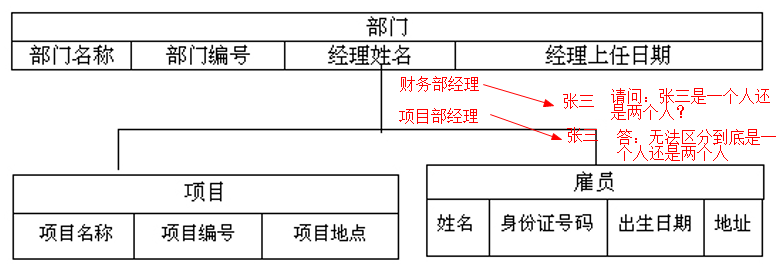 部门
部门名称 部门编号 经理姓名 经理上任日期
财务部经理
张三
请问：张三是一个人还
是两个人？
项目部经理
张三
答：无法区分到底是一
个人还是两个人
项目
项目名称 项目编号 项目地点
雇员
姓名 身份证号码 出生日期 地址